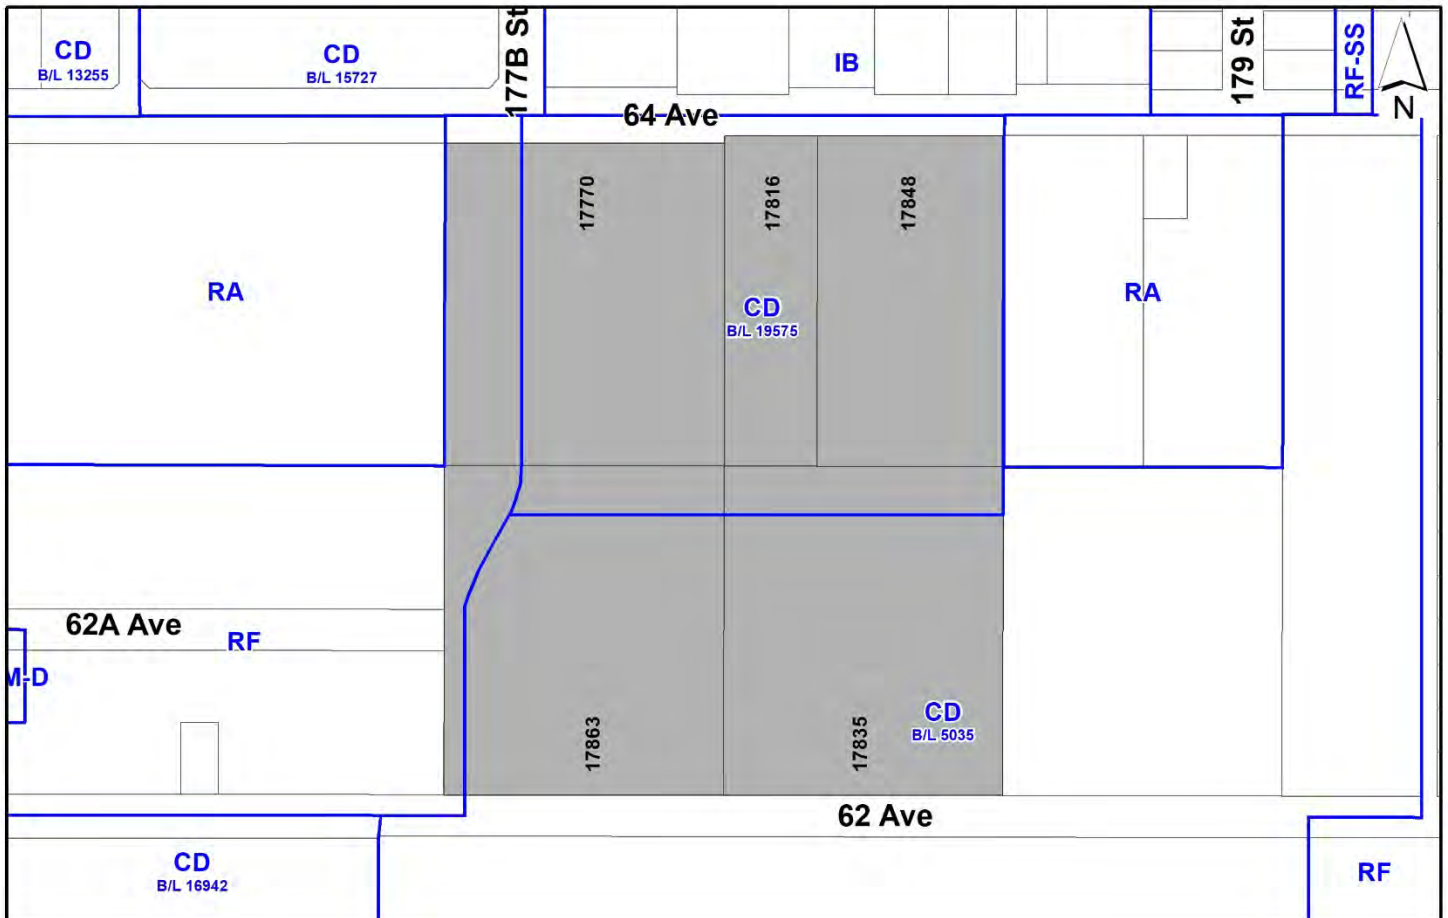 CD
B/L 13255
CD
B/L 15727
177B St
IB
179 St
RF-SS
N
64 Ave
17770
17816
17848
RA
CD
B/L 19575
RA
62A Ave
RF
M-D
17863
17835
CD
B/L 5035
62 Ave
CD
B/L 16942
RF